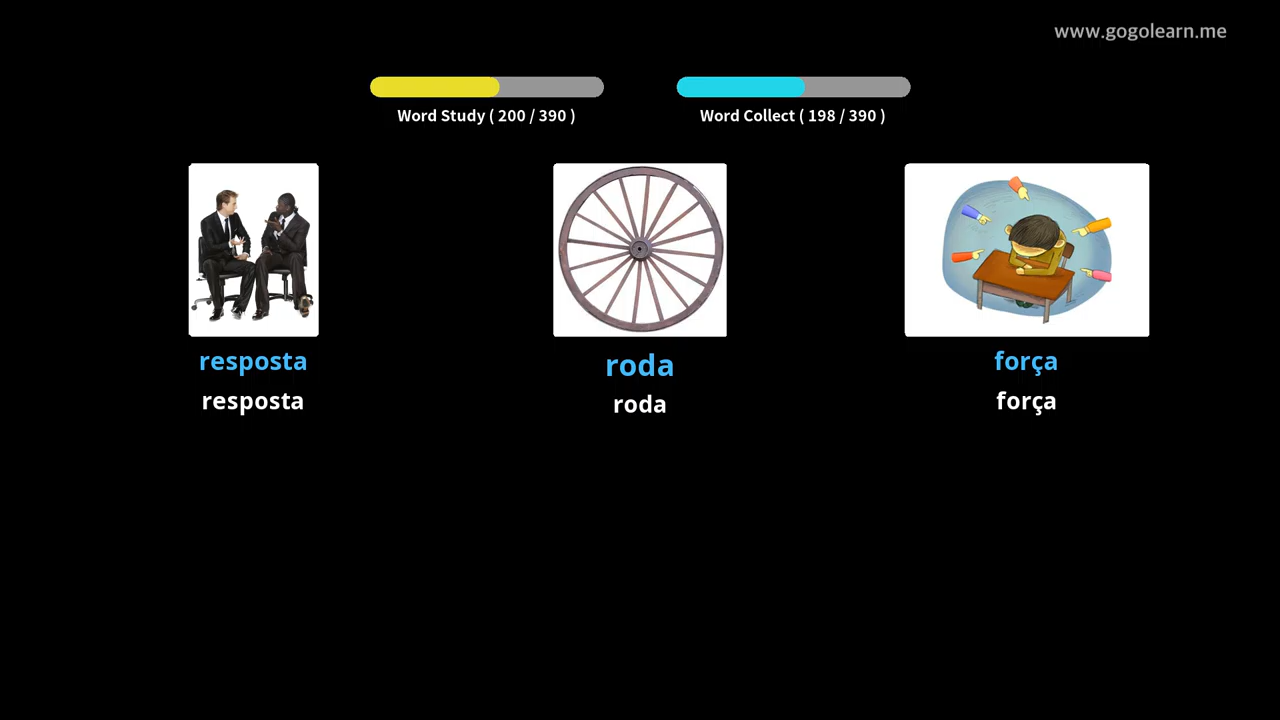 www.gogolearn.me
Word Study ( 200 / 390 )
Word Collect ( 198 / 390 )
resposta
resposta
roda
roda
força
força